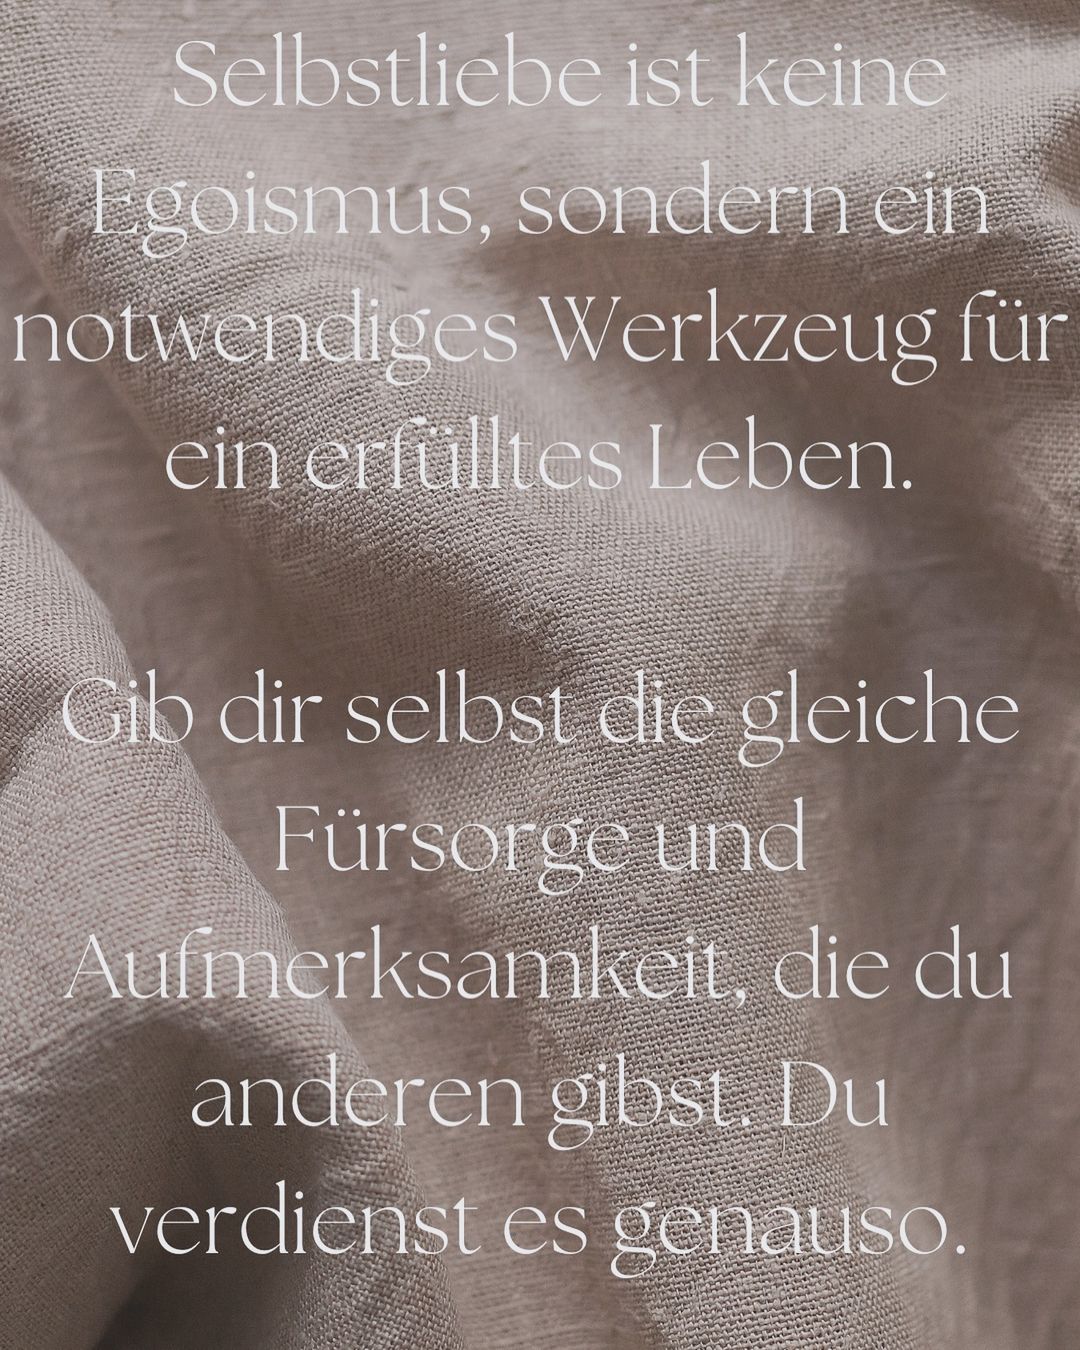 Selbstliebe ist keine
Egoismus, sondern ein
notwendiges Werkzeug für
ein erfülltes Leben.
Gib dir selbst die gleiche
Fürsorge und
Aufmerksamkeit, die du
anderen gibst. Du
verdienst es genauso.